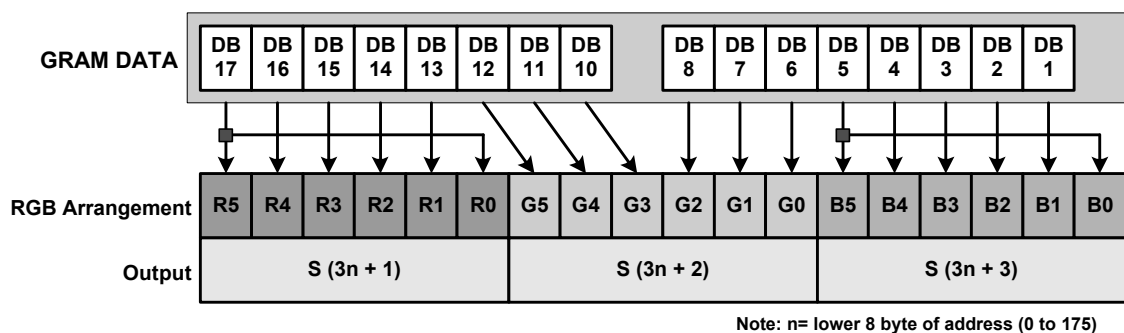 GRAM DATA
DB 17 DB 16 DB 15 DB 14 DB 13 DB 12 DB 11 DB 10 DB 8 DB 7 DB 6 DB 5 DB 4 DB 3 DB 2 DB 1
RGB Arrangement R5 R4 R3 R2 R1 R0 G5 G4 G3 G2 G1 G0 B5 B4 B3 B2 B1 B0
Output S (3n + 1) S (3n + 2) S (3n + 3)
Note: n= lower 8 byte of address (0 to 175)